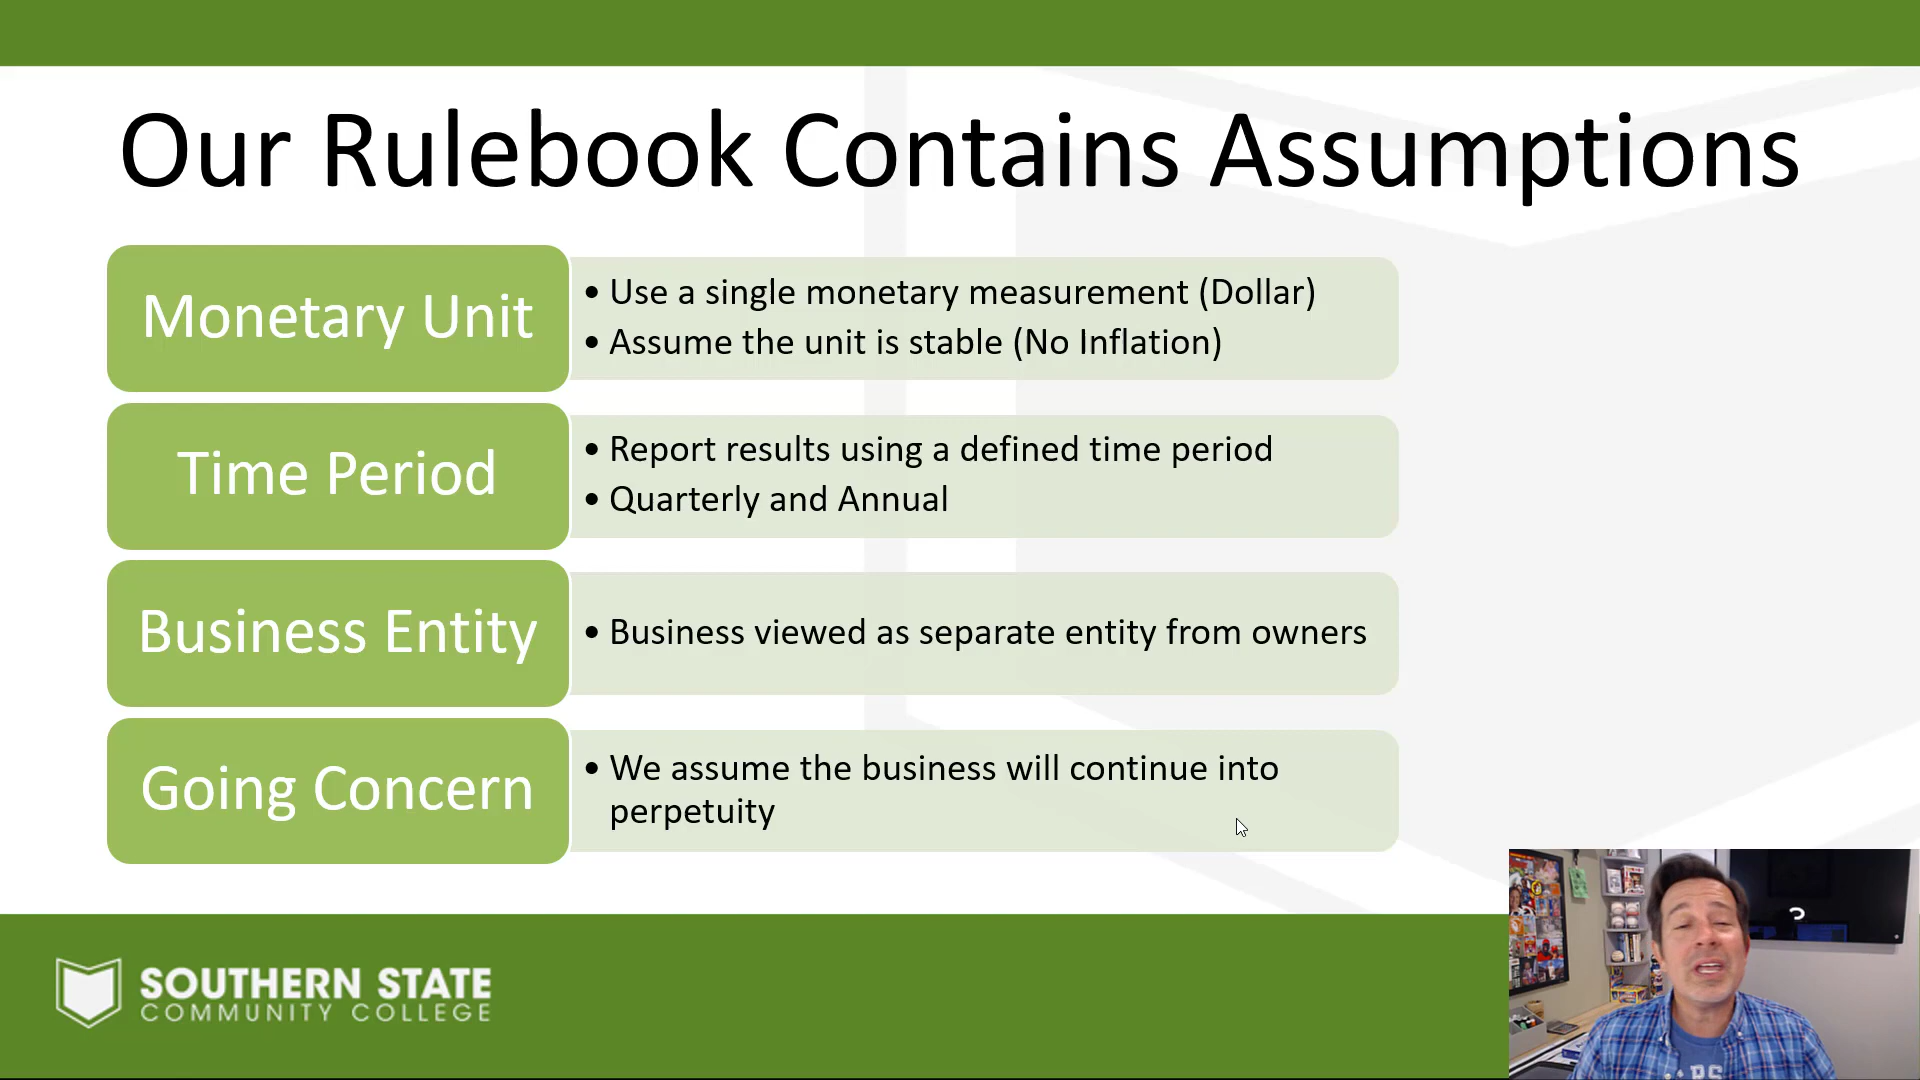 Our Rulebook Contains Assumptions
Monetary Unit
• Use a single monetary measurement (Dollar)
• Assume the unit is stable (No Inflation)
Time Period
• Report results using a defined time period
• Quarterly and Annual
Business Entity
• Business viewed as separate entity from owners
Going Concern
• We assume the business will continue into
perpetuity
SOUTHERN STATE
COMMUNITY COLLEGE